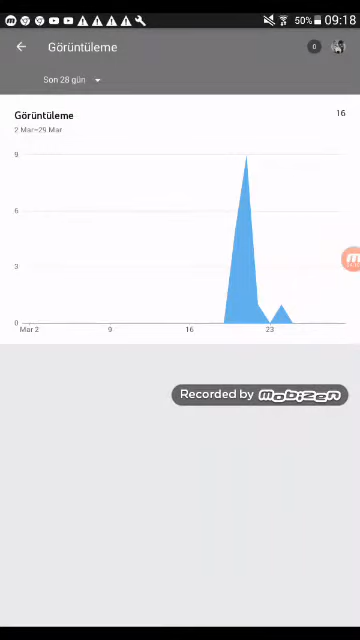 50% 09:18
Görüntüleme
0
Son 28 gün
Görüntüleme 16
2 Mar–29 Mar
9
6
3
0
Mar 2 9 16 23
Recorded by mobizen